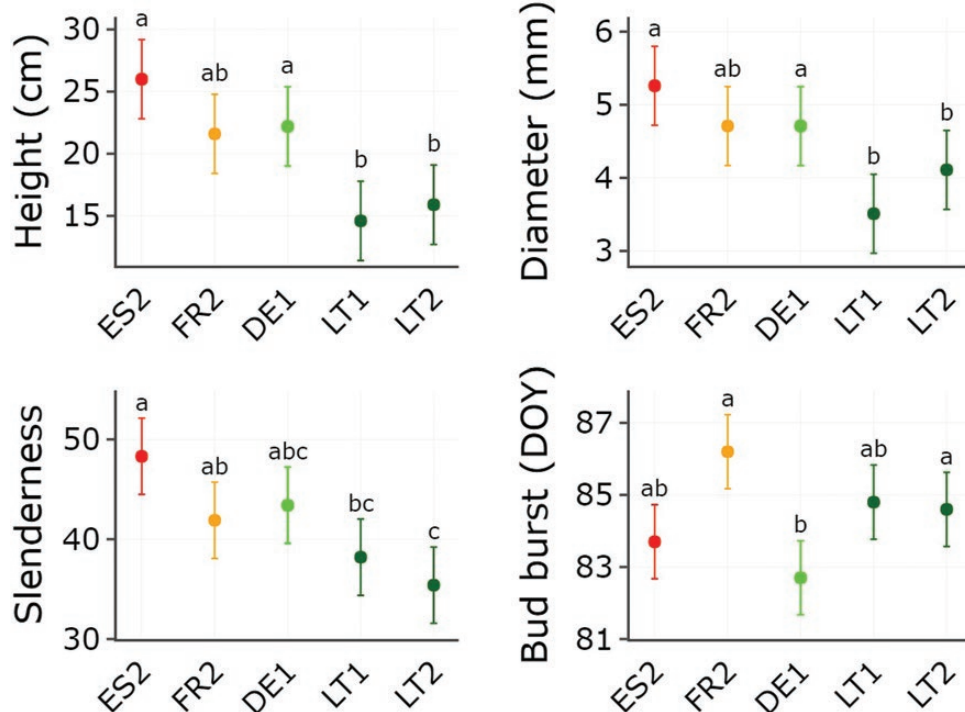 Height (cm)
30
25
20
15
a
ab
a
b
b
ES2
FR2
DE1
LT1
LT2
Diameter (mm)
6
5
4
3
a
ab
a
b
b
ES2
FR2
DE1
LT1
LT2
Slenderness
50
40
30
a
ab
abc
bc
c
ES2
FR2
DE1
LT1
LT2
Bud burst (DOY)
87
85
83
81
ab
a
b
ab
a
ES2
FR2
DE1
LT1
LT2